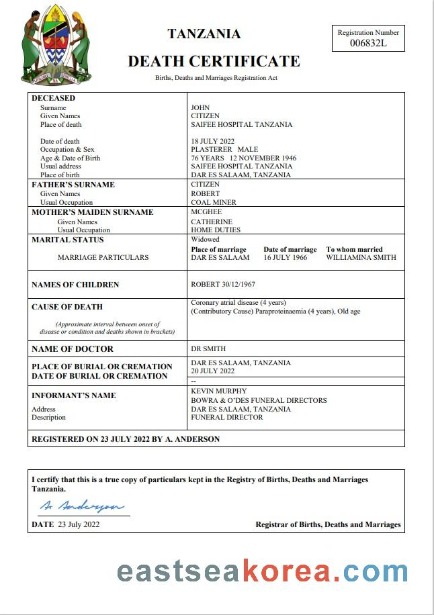 TANZANIA
Registration Number
006832L
DEATH CERTIFICATE
Births, Deaths and Marriages Registration Act
DECEASED
Surname JOHN
Given Names CITIZEN
Place of death SAIFEE HOSPITAL TANZANIA
Date of death 18 JULY 2022
Occupation & Sex PLASTERER MALE
Age & Date of Birth 76 YEARS 12 NOVEMBER 1946
Usual address SAIFEE HOSPITAL TANZANIA
Place of birth DAR ES SALAAM, TANZANIA
FATHER'S SURNAME CITIZEN
Given Names ROBERT
Usual Occupation COAL MINER
MOTHER'S MAIDEN SURNAME MCGHEE
Given Names CATHERINE
Usual Occupation HOME DUTIES
MARITAL STATUS Widowed
Place of marriage Date of marriage To whom married
MARRIAGE PARTICULARS DAR ES SALAAM 16 JULY 1966 WILLIAMINA SMITH
NAMES OF CHILDREN ROBERT 30/12/1967
CAUSE OF DEATH Coronary atrial disease (4 years)
(Contributory Cause) Paraproteinaemia (4 years), Old age
(Approximate interval between onset of
disease or condition and deaths shown in brackets)
NAME OF DOCTOR DR SMITH
PLACE OF BURIAL OR CREMATION DAR ES SALAAM, TANZANIA
DATE OF BURIAL OR CREMATION 20 JULY 2022
--
INFORMANT'S NAME KEVIN MURPHY
BOWRA & O'DES FUNERAL DIRECTORS
Address DAR ES SALAAM, TANZANIA
Description FUNERAL DIRECTOR
REGISTERED ON 23 JULY 2022 BY A. ANDERSON
I certify that this is a true copy of particulars kept in the Registry of Births, Deaths and Marriages
Tanzania.
A. Anderson
DATE 23 July 2022 Registrar of Births, Deaths and Marriages
eastseakorea.com